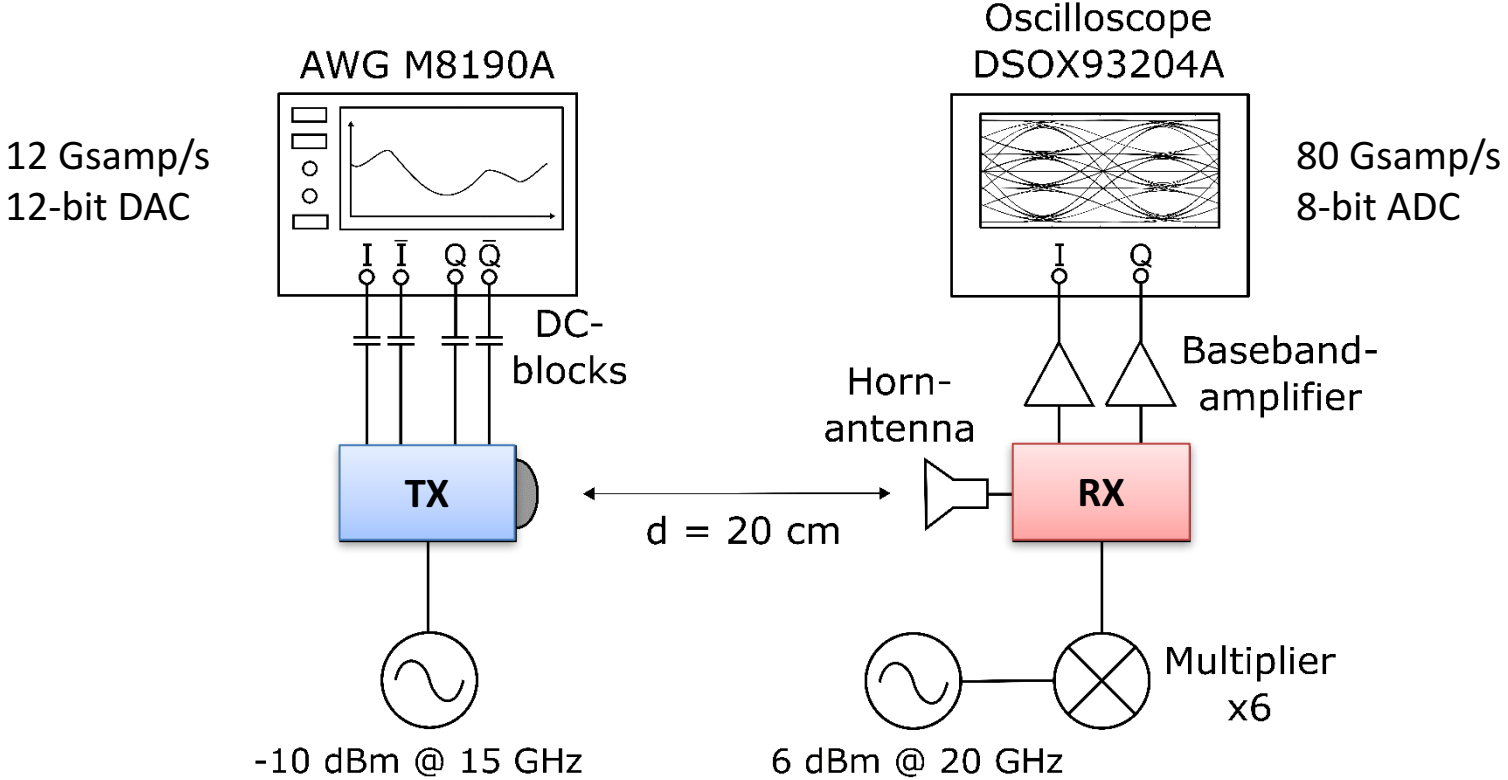 AWG M8190A
12 Gsamp/s
12-bit DAC
I Ī Q Q̄
DC-
blocks
TX
-10 dBm @ 15 GHz
d = 20 cm
Oscilloscope
DSOX93204A
80 Gsamp/s
8-bit ADC
I Q
Baseband-
amplifier
Horn-
antenna
RX
Multiplier
x6
6 dBm @ 20 GHz